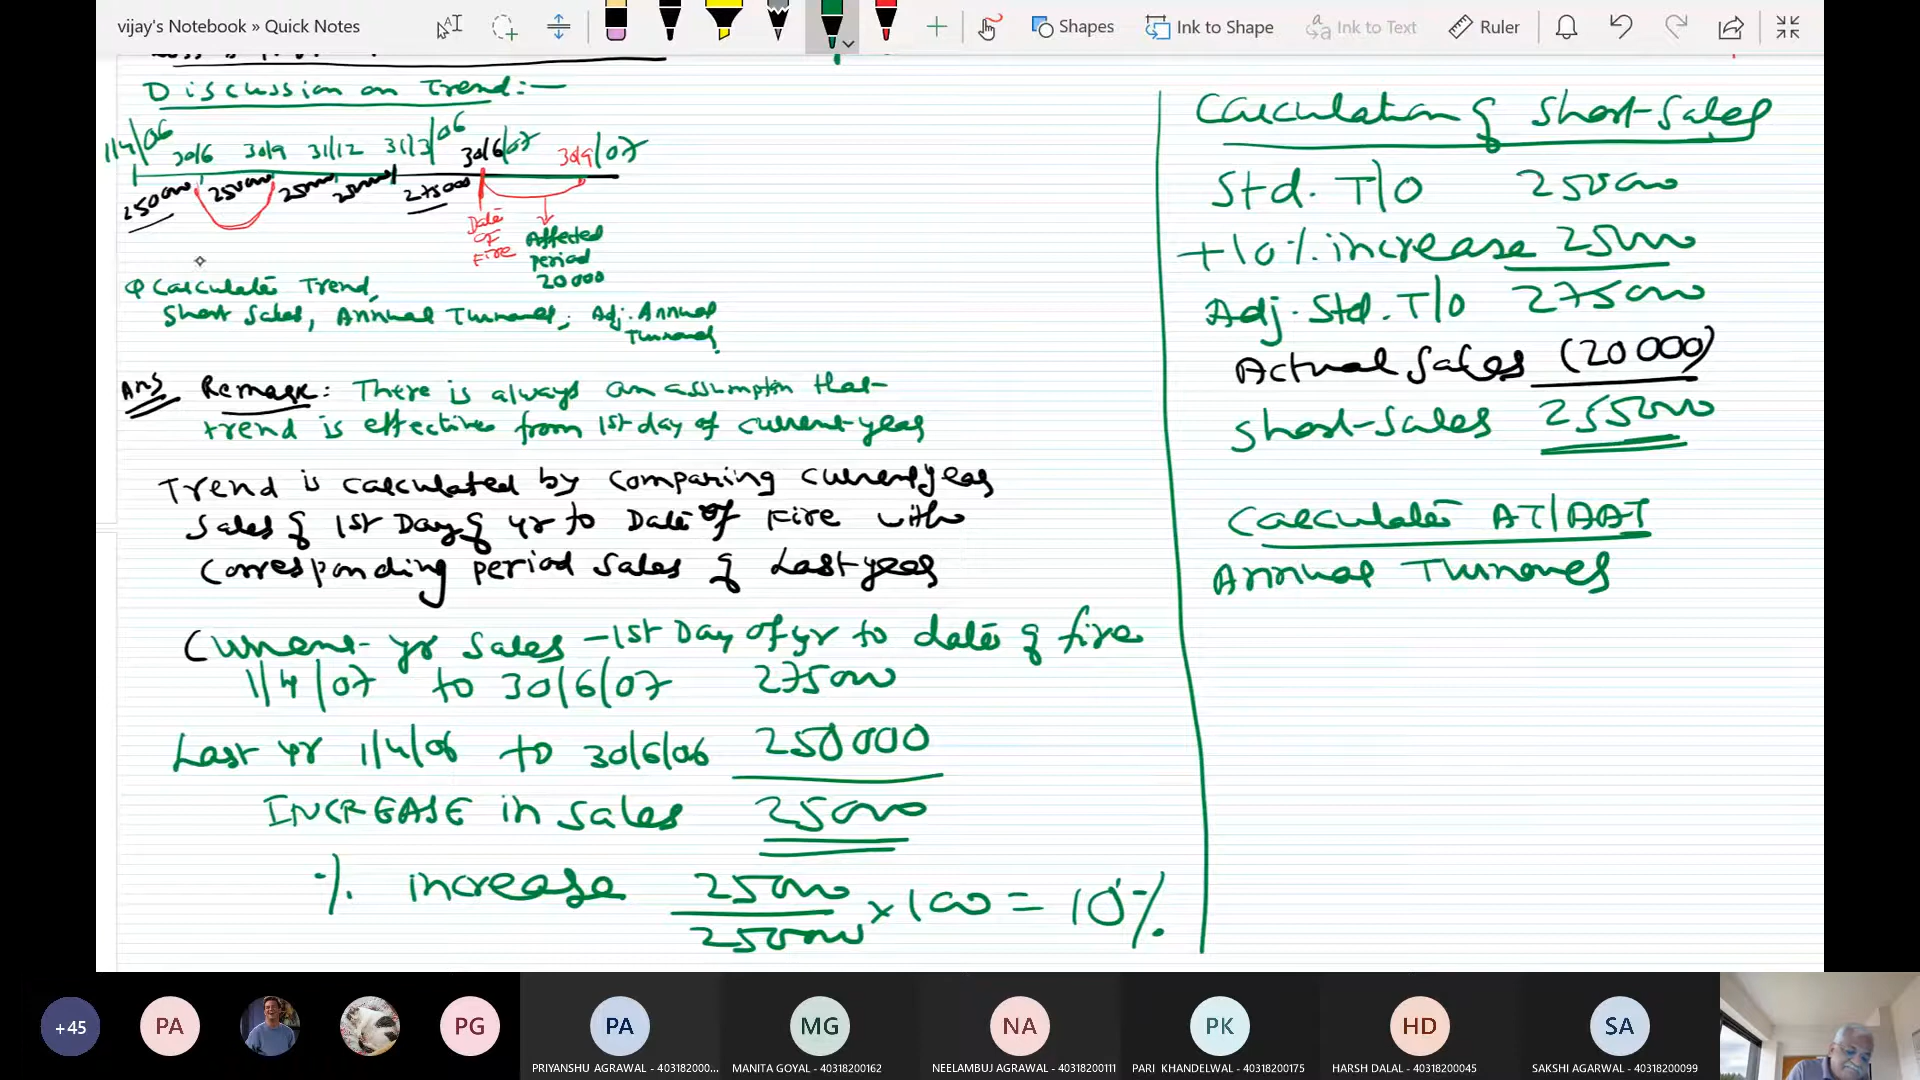 vijay's Notebook » Quick Notes
Shapes
Ink to Shape
Ink to Text
Ruler
Discussion on Trend:-
1/4/06 30/6 30/9 31/12 31/3/06 30/6/07 30/9/07
250000 250000 25000 25000 275000
Date of Fire
Affected period 20000
Q Calculate Trend,
Short Sales, Annual Turnover, Adj. Annual Turnover.
Ans Remark: There is always an assumption that
trend is effective from 1st day of current year
Trend is calculated by comparing current year
Sales of 1st Day of yr to Date of Fire with
corresponding period sales of Last year
Current yr Sales - 1st Day of yr to date of fire
1/4/07 to 30/6/07 275000
Last yr 1/4/06 to 30/6/06 250000
INCREASE in sales 25000
% increase 25000/250000 × 100 = 10%
Calculation of Short-Sales
Std. T/O 250000
+10% increase 25000
Adj. Std. T/O 275000
Actual Sales (20000)
Short-Sales 255000
Calculate AT/AAT
Annual Turnover
+45
PA
PG
PA
MG
NA
PK
HD
SA
PRIYANSHU AGRAWAL - 403182000...
MANITA GOYAL - 40318200162
NEELAMBUJ AGRAWAL - 40318200111
PARI KHANDELWAL - 40318200175
HARSH DALAL - 40318200045
SAKSHI AGARWAL - 40318200099